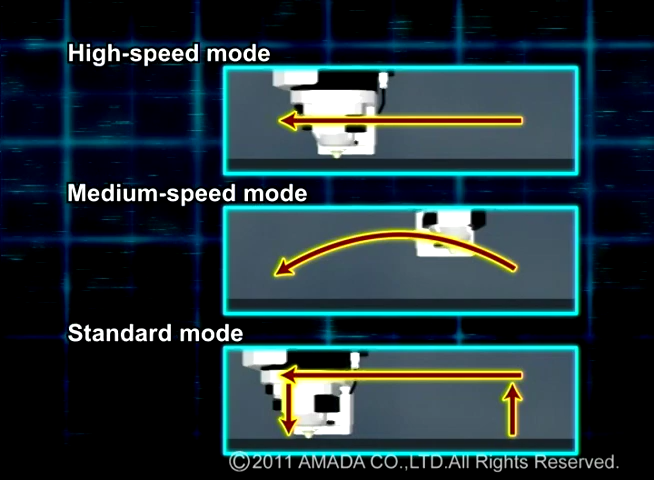 High-speed mode
Medium-speed mode
Standard mode
©2011 AMADA CO.,LTD.All Rights Reserved.